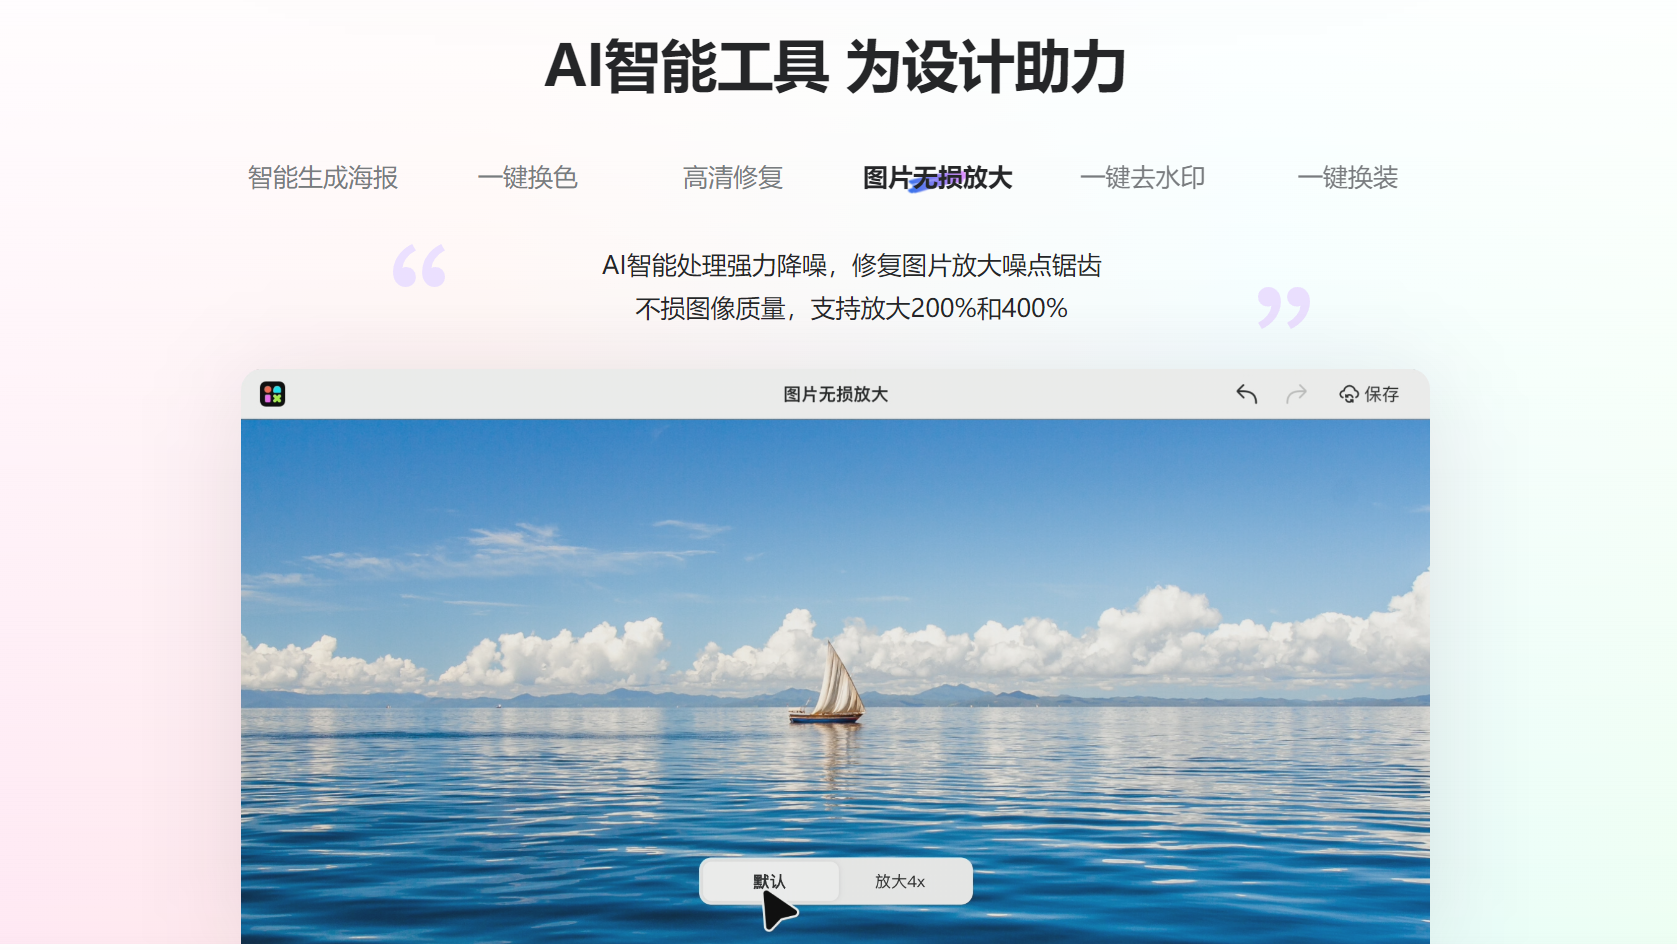 AI智能工具 为设计助力
智能生成海报 一键换色 高清修复 图片无损放大 一键去水印 一键换装
AI智能处理强力降噪，修复图片放大噪点锯齿
不损图像质量，支持放大200%和400%
图片无损放大 保存
默认 放大4x